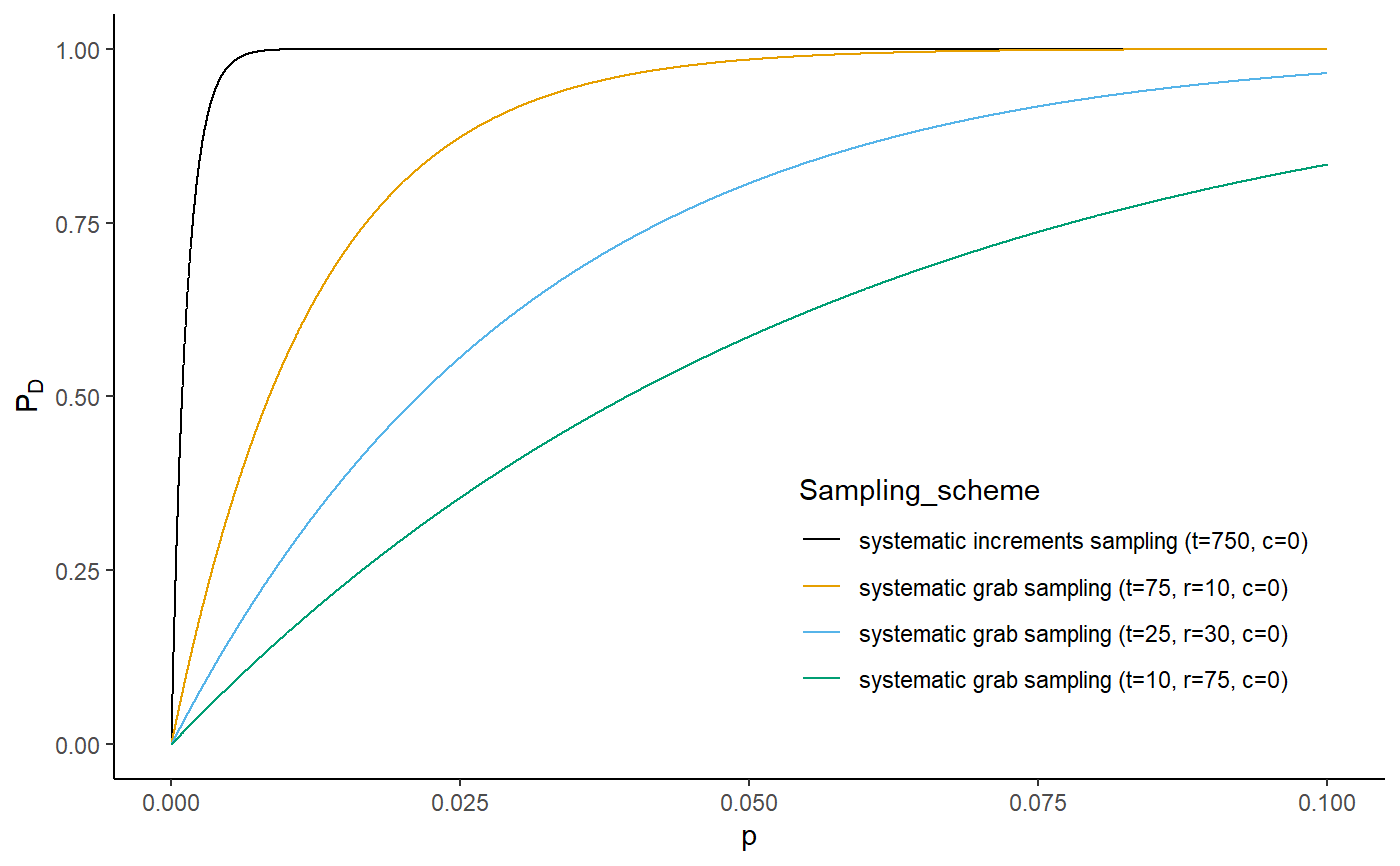 1.00
0.75
0.50
0.25
0.00
P_D
0.000
0.025
0.050
0.075
0.100
p
Sampling_scheme
systematic increments sampling (t=750, c=0)
systematic grab sampling (t=75, r=10, c=0)
systematic grab sampling (t=25, r=30, c=0)
systematic grab sampling (t=10, r=75, c=0)